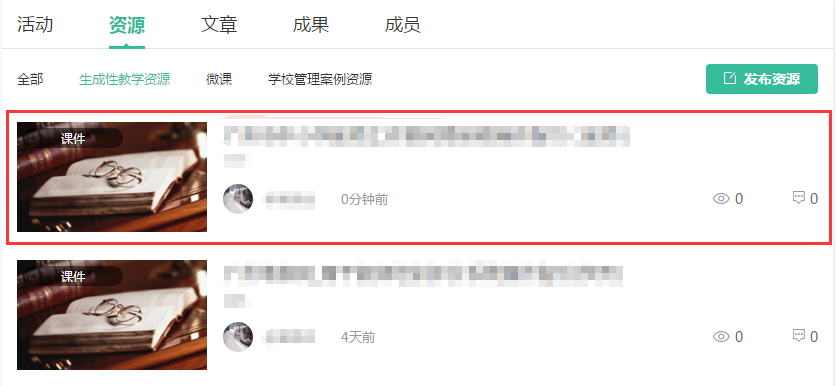 活动 资源 文章 成果 成员
全部 生成性教学资源 微课 学校管理案例资源 发布资源
课件
0分钟前 0 0
课件
4天前 0 0